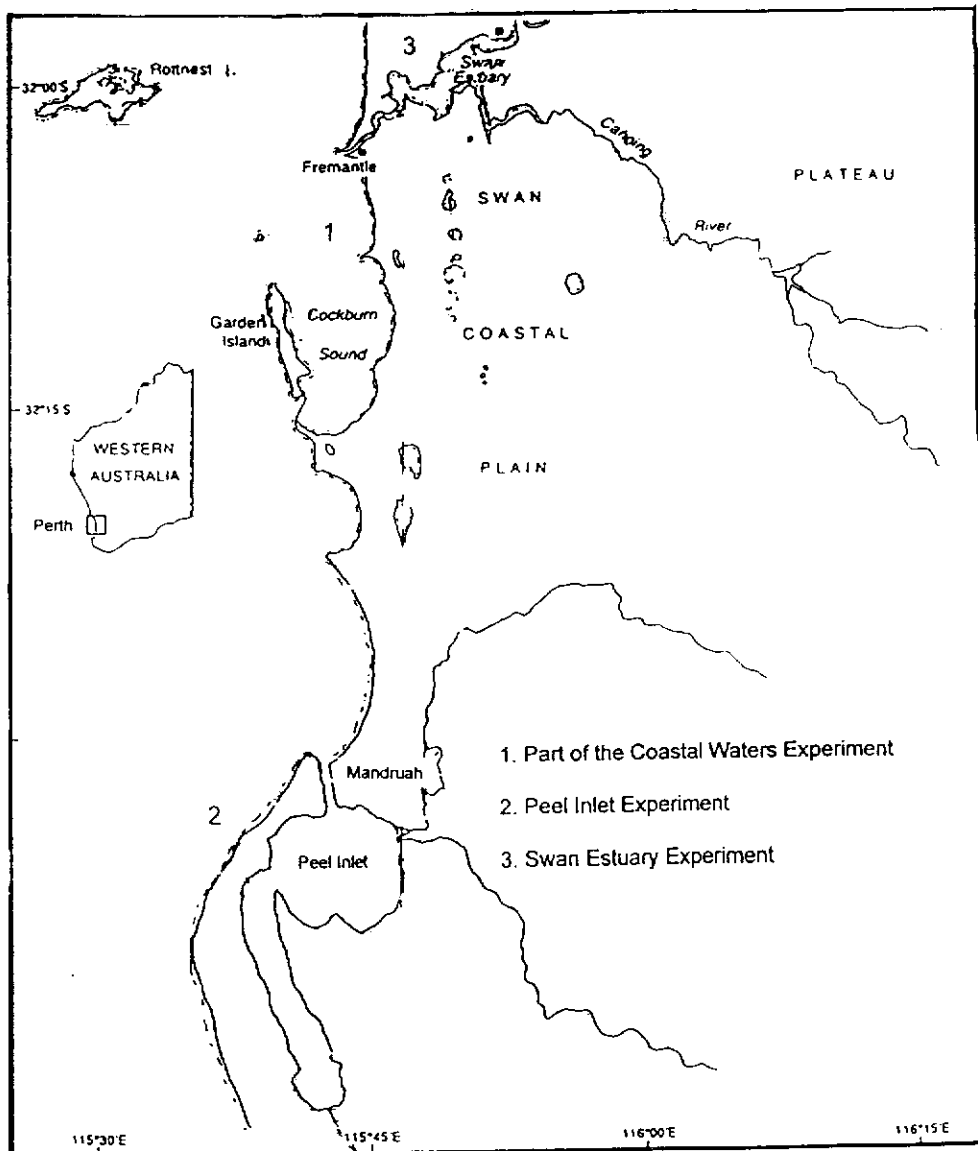 3
Rottnest I.
32°00'S
Swan
Estuary
Fremantle
Canning
PLATEAU
SWAN
1
River
Garden
Island
Cockburn
Sound
COASTAL
32°15'S
WESTERN
AUSTRALIA
PLAIN
Perth
1. Part of the Coastal Waters Experiment
Mandruah
2
2. Peel Inlet Experiment
Peel Inlet
3. Swan Estuary Experiment
115°30'E
115°45'E
116°00'E
116°15'E